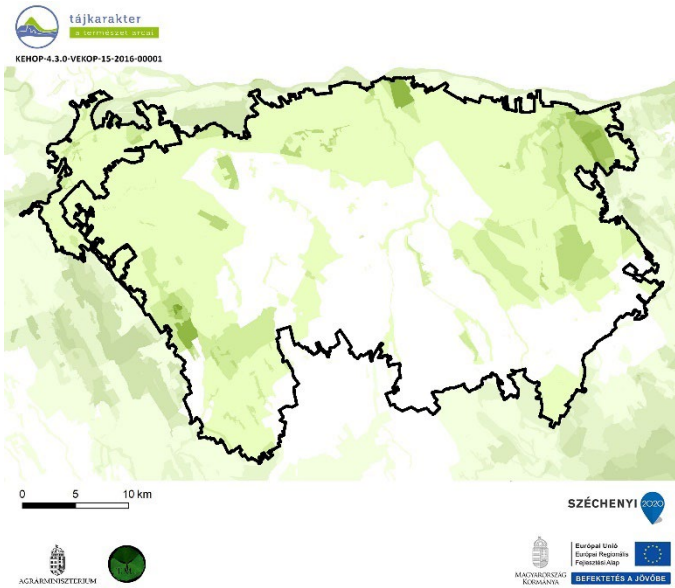 tájkarakter
a természet arcai
KEHOP-4.3.0-VEKOP-15-2016-00001
0 5 10 km
SZÉCHENYI 2020
AGRÁRMINISZTÉRIUM
MAGYARORSZÁG
KORMÁNYA
Európai Unió
Európai Regionális
Fejlesztési Alap
BEFEKTETÉS A JÖVŐBE